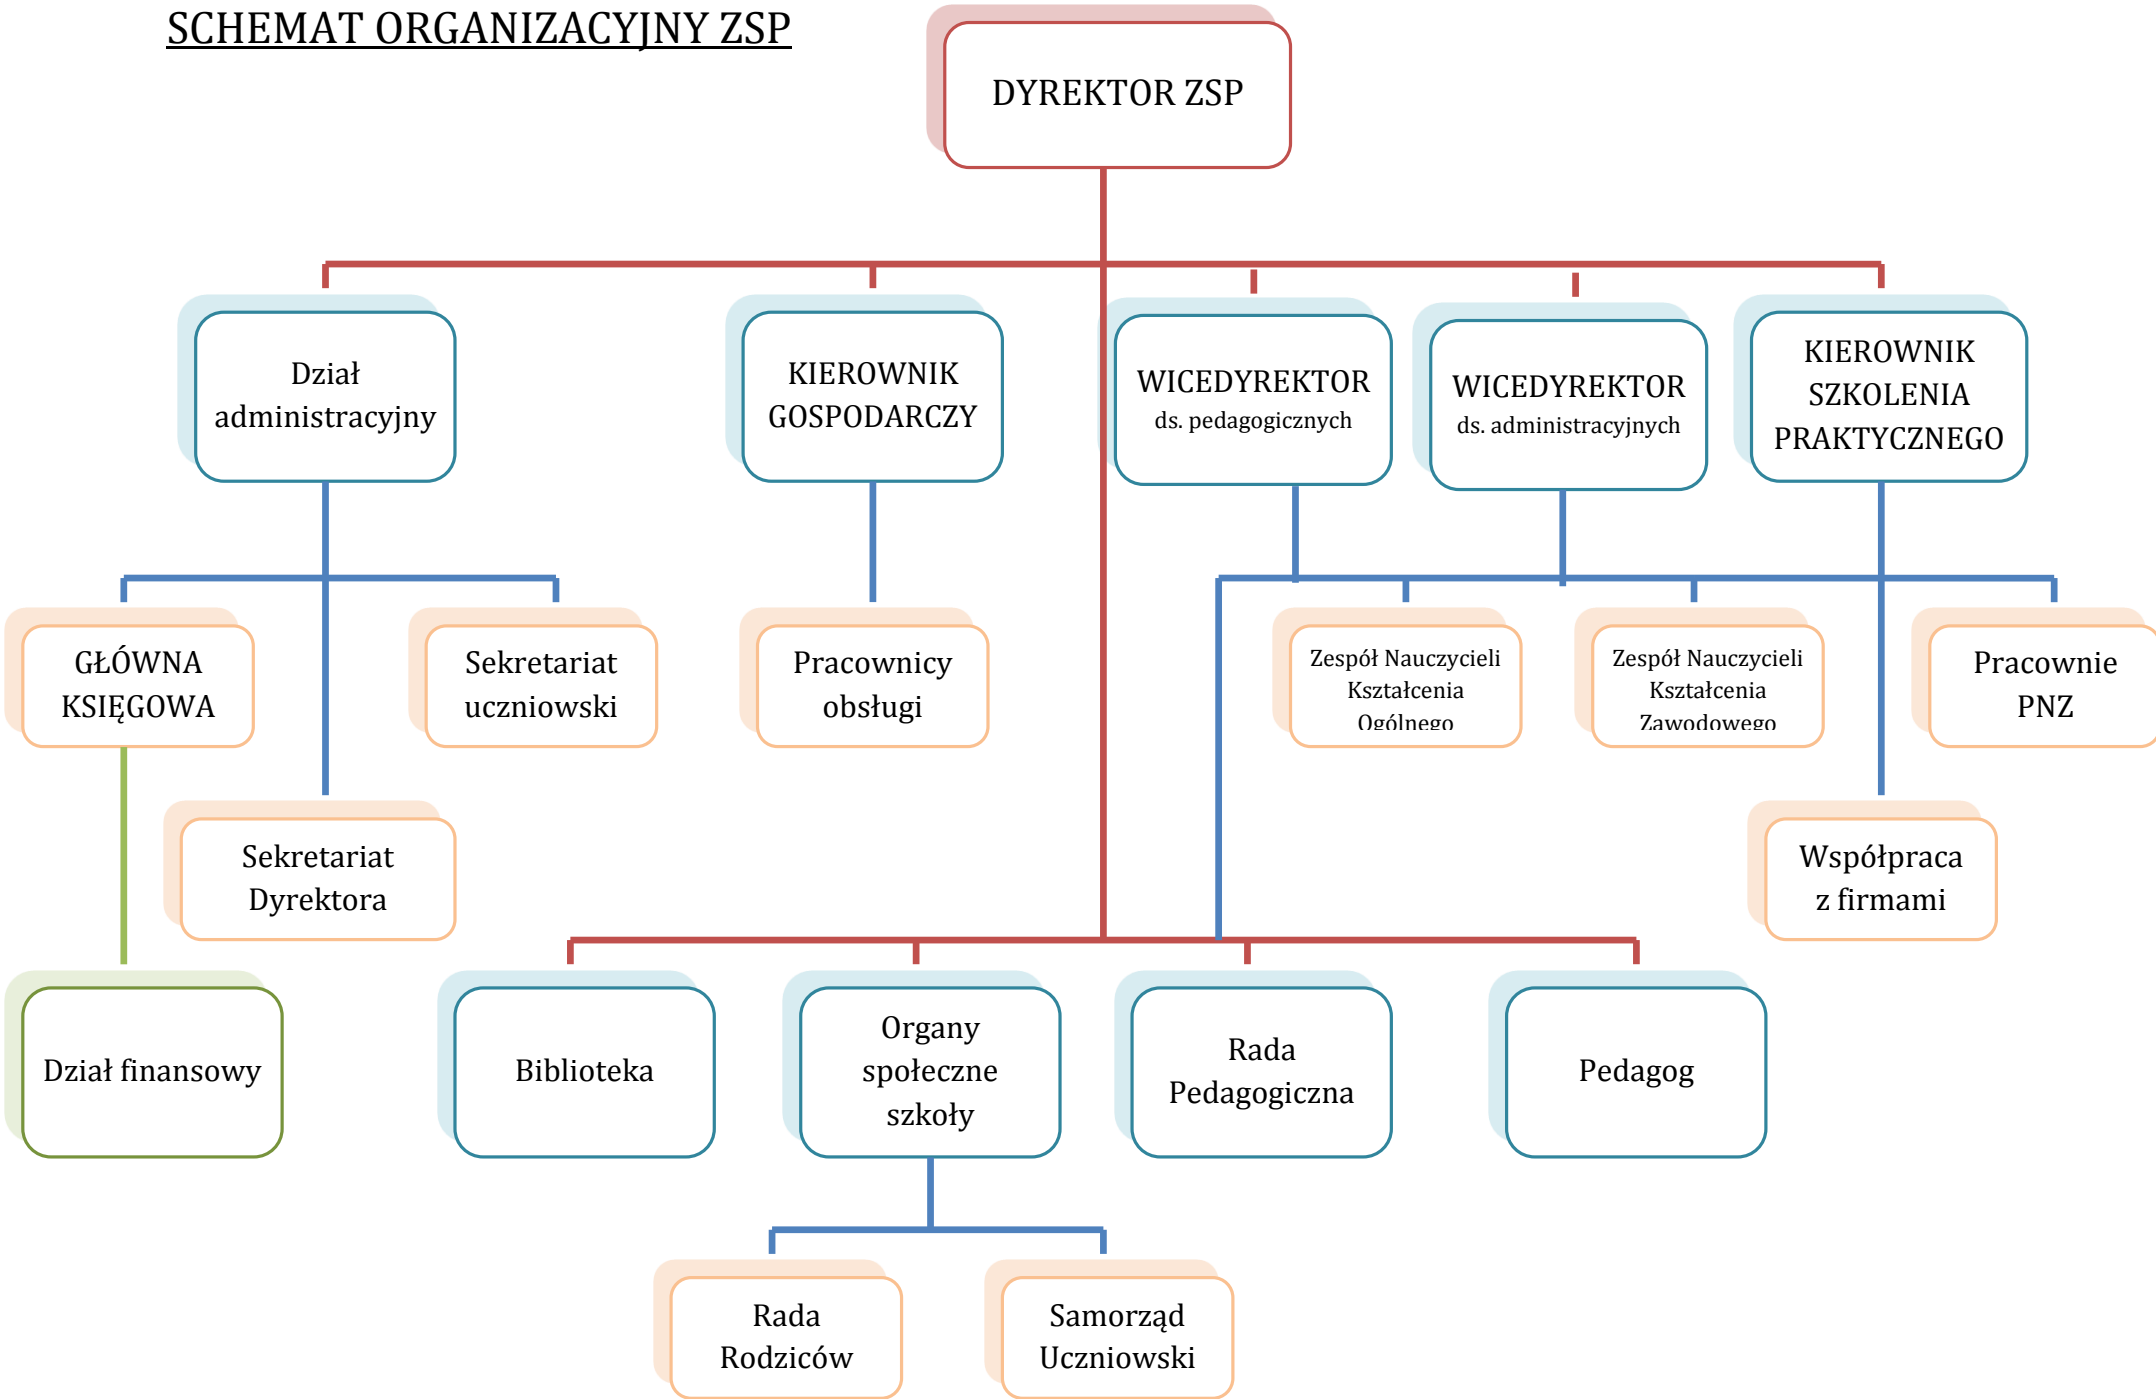 SCHEMAT ORGANIZACYJNY ZSP
DYREKTOR ZSP
Dział
administracyjny
KIEROWNIK
GOSPODARCZY
WICEDYREKTOR
ds. pedagogicznych
WICEDYREKTOR
ds. administracyjnych
KIEROWNIK
SZKOLENIA
PRAKTYCZNEGO
GŁÓWNA
KSIĘGOWA
Sekretariat
uczniowski
Pracownicy
obsługi
Zespół Nauczycieli
Kształcenia
Ogólnego
Zespół Nauczycieli
Kształcenia
Zawodowego
Pracownie
PNZ
Sekretariat
Dyrektora
Współpraca
z firmami
Dział finansowy
Biblioteka
Organy
społeczne
szkoły
Rada
Pedagogiczna
Pedagog
Rada
Rodziców
Samorząd
Uczniowski